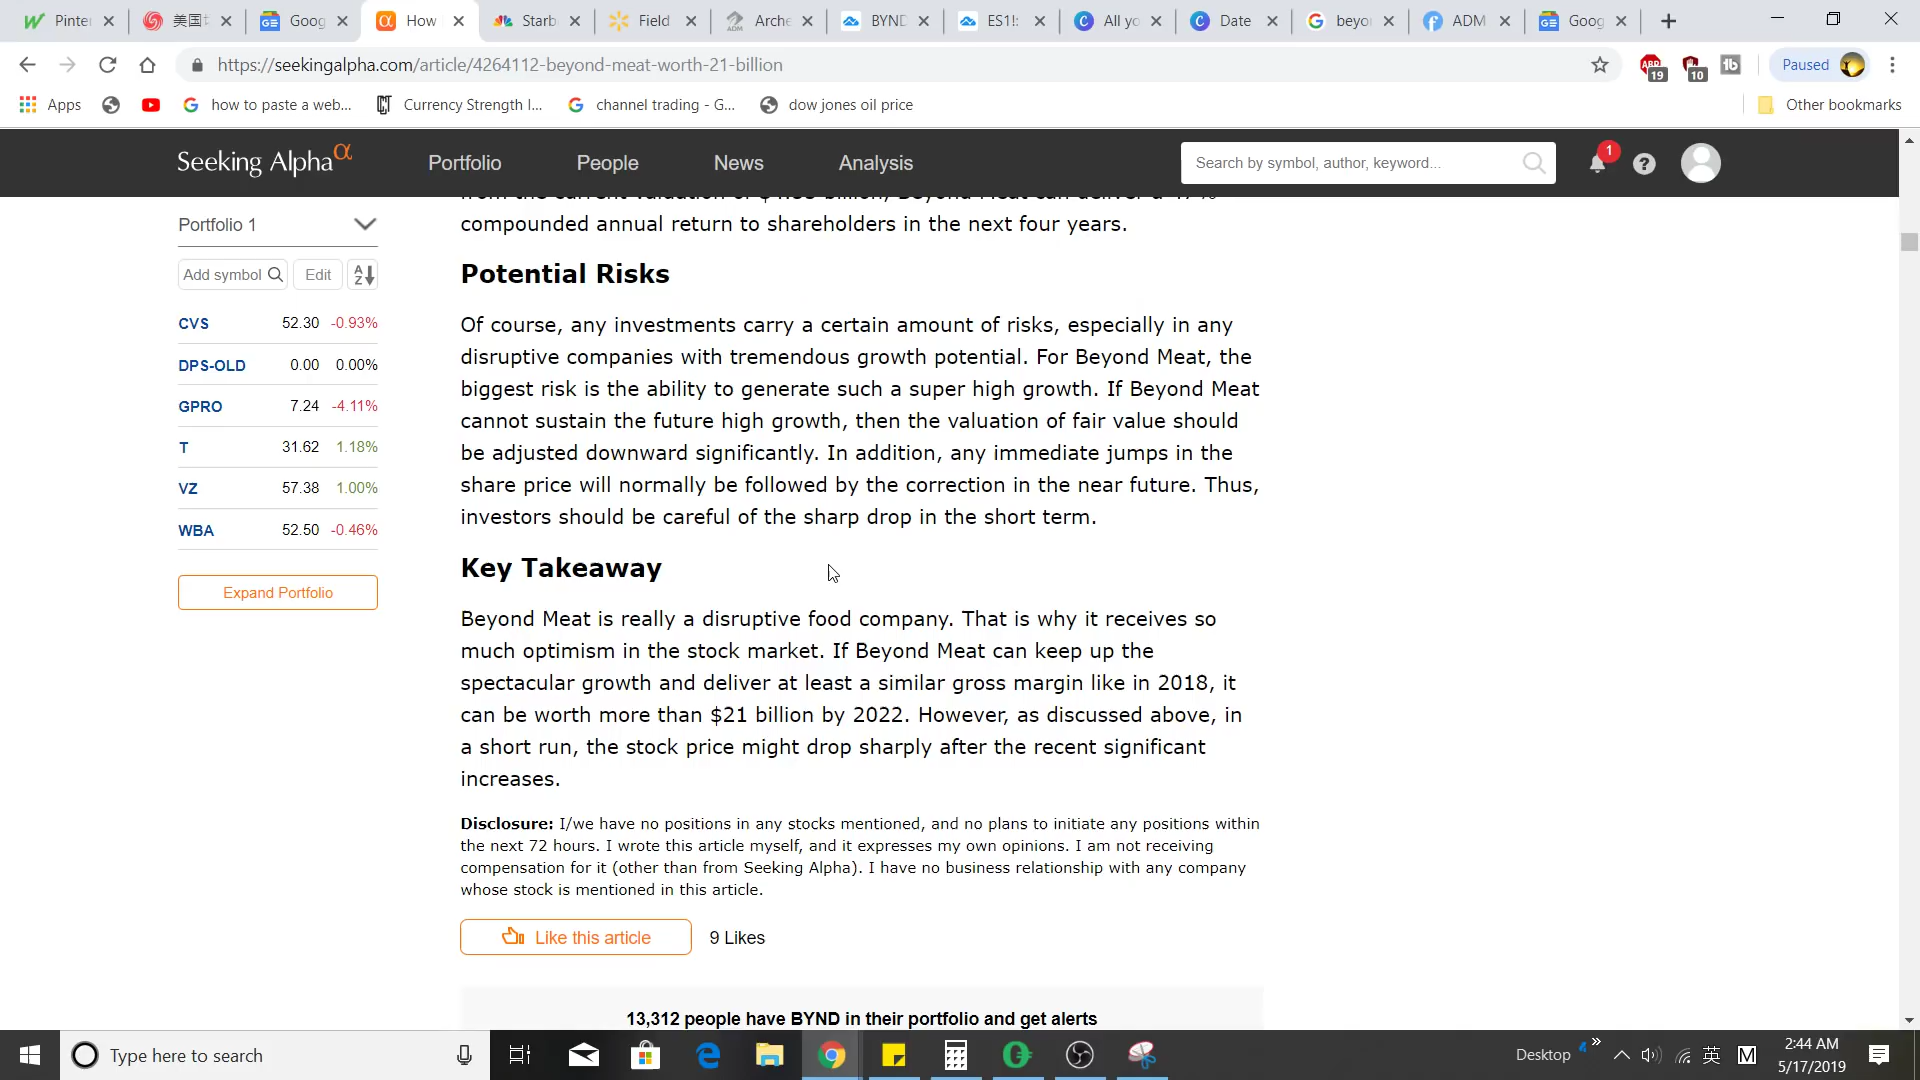 Pinter
美国
Goog
How
Starb
Field
Arche
BYND
ES1!:
All yo
Date
beyo
ADM
Goog
https://seekingalpha.com/article/4264112-beyond-meat-worth-21-billion
19
10
Paused
Apps
how to paste a web...
Currency Strength I...
channel trading - G...
dow jones oil price
Other bookmarks
Seeking Alpha α
Portfolio
People
News
Analysis
Search by symbol, author, keyword...
1
Portfolio 1
Add symbol
Edit
CVS 52.30 -0.93%
DPS-OLD 0.00 0.00%
GPRO 7.24 -4.11%
T 31.62 1.18%
VZ 57.38 1.00%
WBA 52.50 -0.46%
Expand Portfolio
compounded annual return to shareholders in the next four years.
Potential Risks
Of course, any investments carry a certain amount of risks, especially in any
disruptive companies with tremendous growth potential. For Beyond Meat, the
biggest risk is the ability to generate such a super high growth. If Beyond Meat
cannot sustain the future high growth, then the valuation of fair value should
be adjusted downward significantly. In addition, any immediate jumps in the
share price will normally be followed by the correction in the near future. Thus,
investors should be careful of the sharp drop in the short term.
Key Takeaway
Beyond Meat is really a disruptive food company. That is why it receives so
much optimism in the stock market. If Beyond Meat can keep up the
spectacular growth and deliver at least a similar gross margin like in 2018, it
can be worth more than $21 billion by 2022. However, as discussed above, in
a short run, the stock price might drop sharply after the recent significant
increases.
Disclosure: I/we have no positions in any stocks mentioned, and no plans to initiate any positions within
the next 72 hours. I wrote this article myself, and it expresses my own opinions. I am not receiving
compensation for it (other than from Seeking Alpha). I have no business relationship with any company
whose stock is mentioned in this article.
Like this article
9 Likes
13,312 people have BYND in their portfolio and get alerts
Type here to search
Desktop
英
M
2:44 AM
5/17/2019